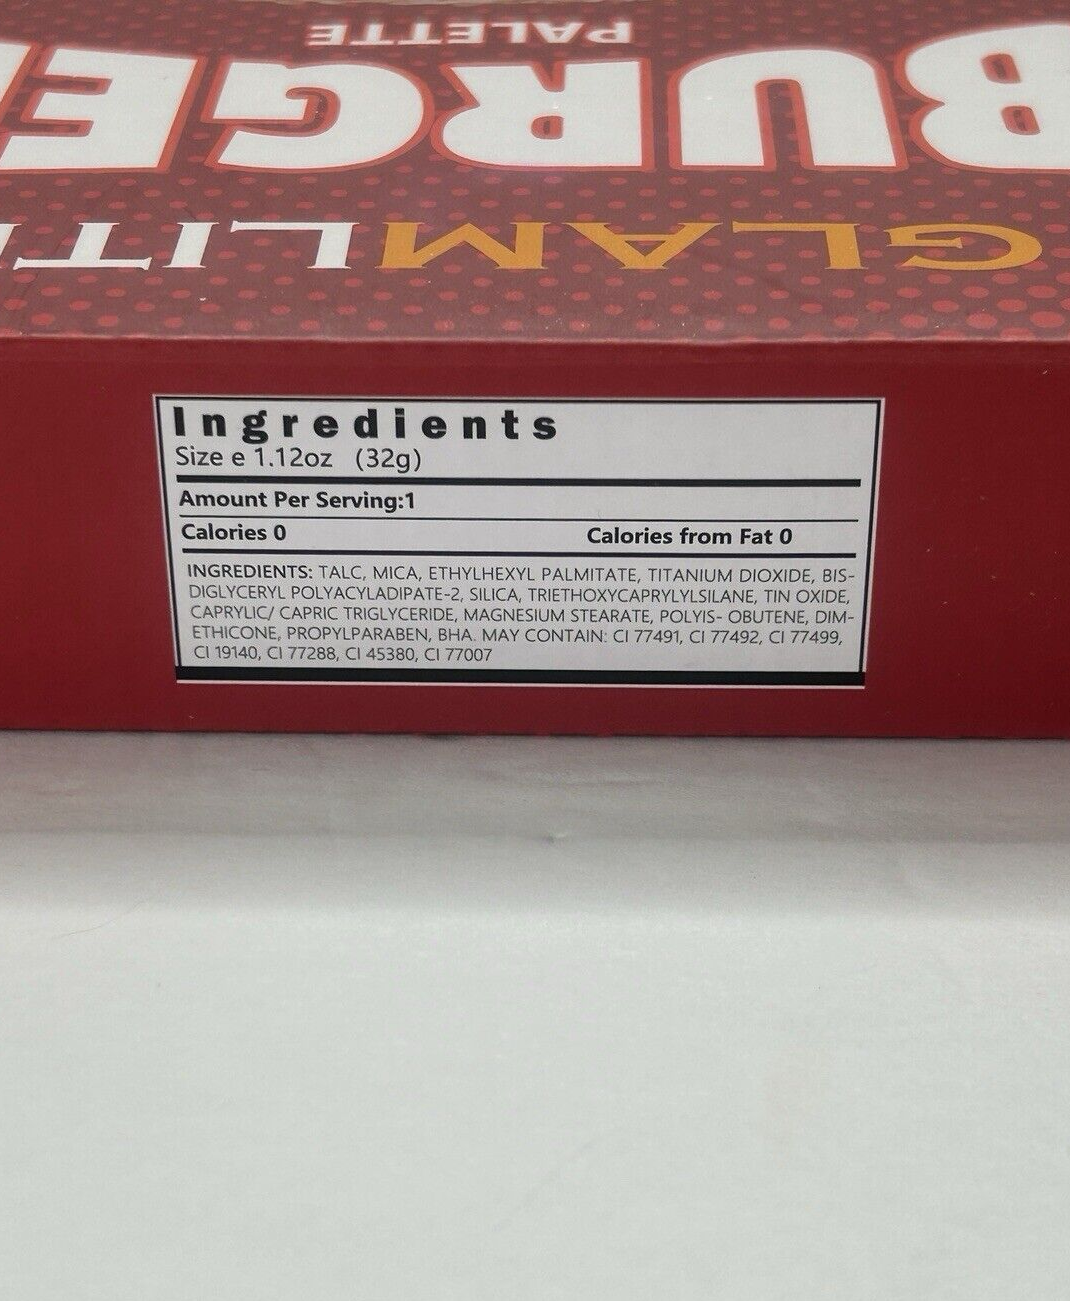 PALETTE
BURGE
GLAMLIT
Ingredients
Size e 1.12oz (32g)
Amount Per Serving:1
Calories 0 Calories from Fat 0
INGREDIENTS: TALC, MICA, ETHYLHEXYL PALMITATE, TITANIUM DIOXIDE, BIS-
DIGLYCERYL POLYACYLADIPATE-2, SILICA, TRIETHOXYCAPRYLYLSILANE, TIN OXIDE,
CAPRYLIC/ CAPRIC TRIGLYCERIDE, MAGNESIUM STEARATE, POLYIS- OBUTENE, DIM-
ETHICONE, PROPYLPARABEN, BHA. MAY CONTAIN: CI 77491, CI 77492, CI 77499,
CI 19140, CI 77288, CI 45380, CI 77007